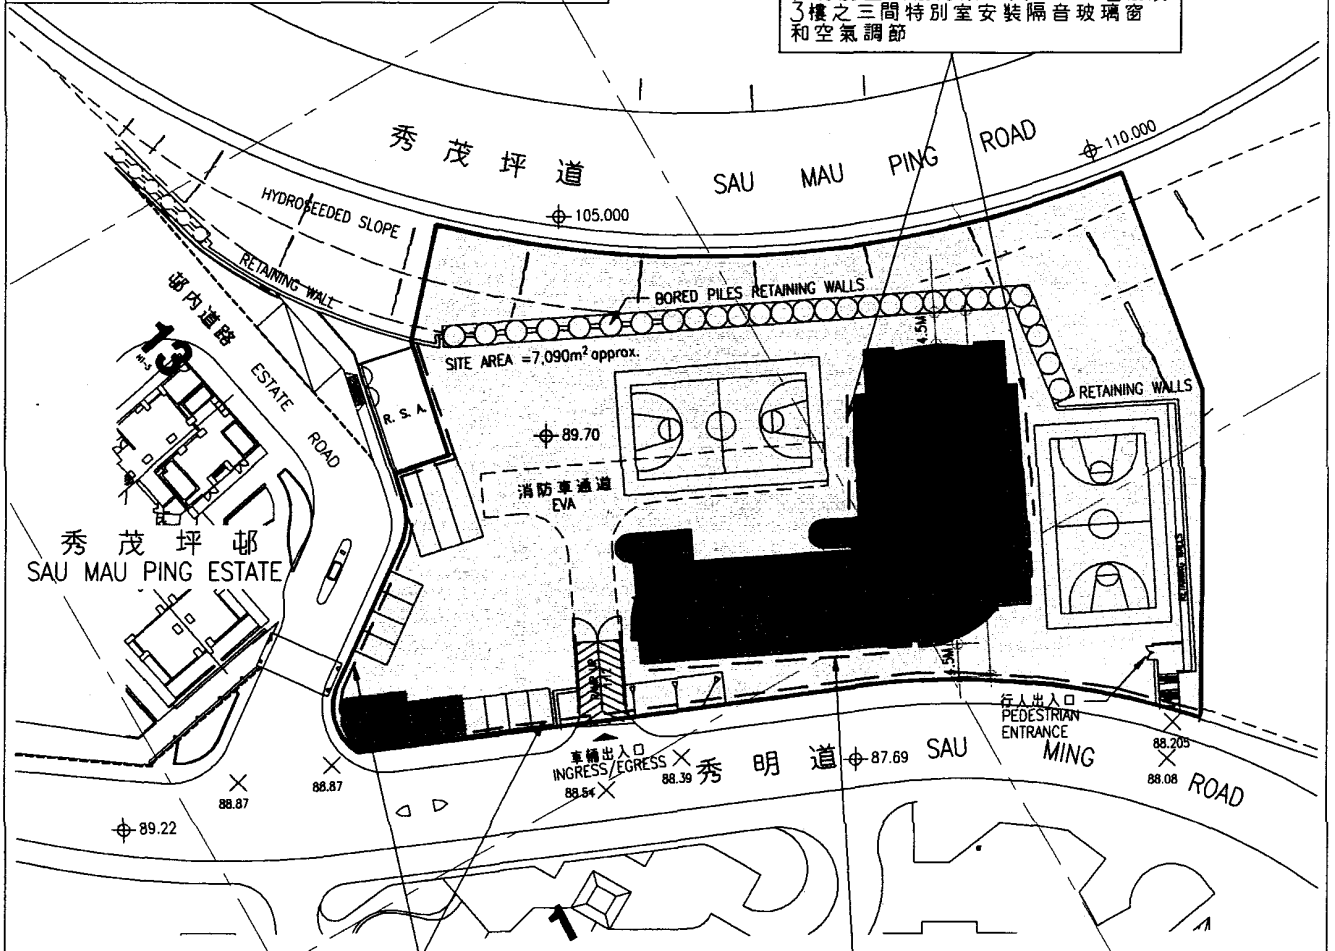 3樓之三間特別室安裝隔音玻璃窗
和空氣調節
秀茂坪道
SAU MAU PING ROAD
110.000
105.000
HYDROSEEDED SLOPE
RETAINING WALL
BORED PILES RETAINING WALLS
4.5M
SITE AREA =7,090m² approx.
邨內道路
ESTATE ROAD
13
R. S. A.
RETAINING WALLS
89.70
消防車通道
EVA
秀茂坪邨
SAU MAU PING ESTATE
RETAINING WALLS
行人出入口
PEDESTRIAN
ENTRANCE
車輛出入口
INGRESS/EGRESS
秀明道
SAU MING ROAD
87.69
88.205
88.08
88.39
88.54
88.87
88.87
89.22
1